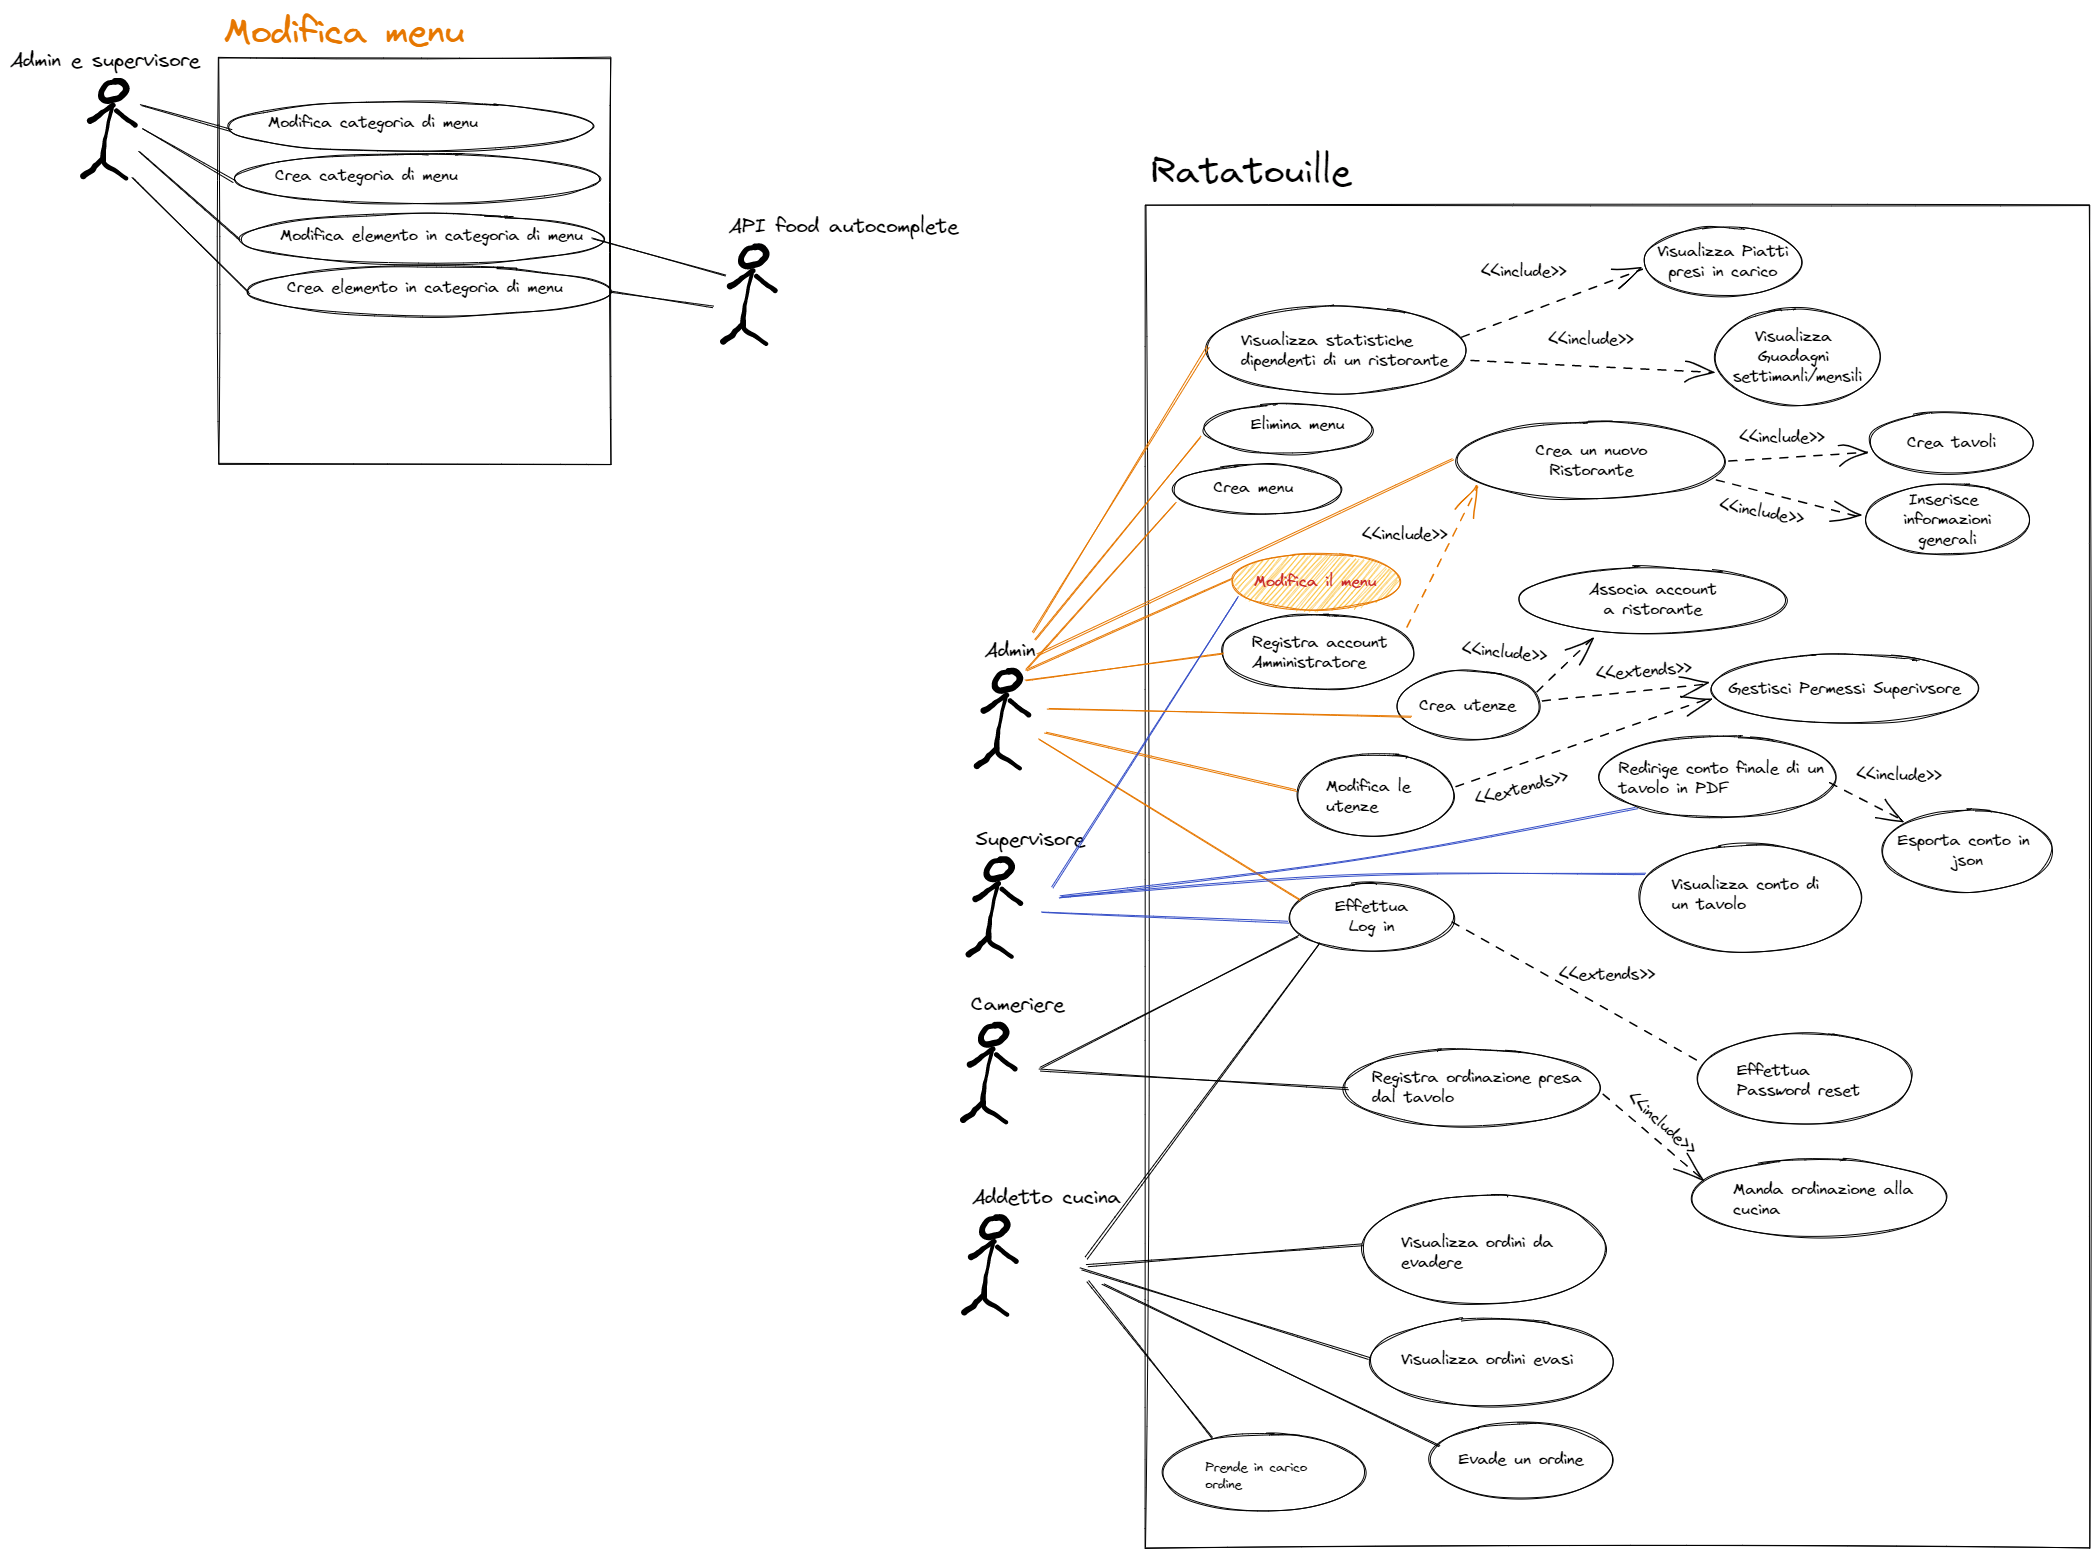 Modifica menu
Admin e supervisore
Modifica categoria di menu
Crea categoria di menu
Modifica elemento in categoria di menu
Crea elemento in categoria di menu
API food autocomplete
Ratatouille
Visualizza Piatti
presi in carico
<<include>>
Visualizza statistiche
dipendenti di un ristorante
<<include>>
Visualizza
Guadagni
settimanli/mensili
Elimina menu
Crea un nuovo
Ristorante
<<include>>
Crea tavoli
Crea menu
<<include>>
Inserisce
informazioni
generali
<<include>>
Modifica il menu
Associa account
a ristorante
Admin
Registra account
Amministratore
<<include>>
<<extends>>
Crea utenze
Gestisci Permessi Superivsore
Modifica le
utenze
<<extends>>
Redirige conto finale di un
tavolo in PDF
<<include>>
Esporta conto in
json
Supervisore
Visualizza conto di
un tavolo
Effettua
Log in
<<extends>>
Cameriere
Registra ordinazione presa
dal tavolo
Effettua
Password reset
<<include>>
Manda ordinazione alla
cucina
Addetto cucina
Visualizza ordini da
evadere
Visualizza ordini evasi
Evade un ordine
Prende in carico
ordine